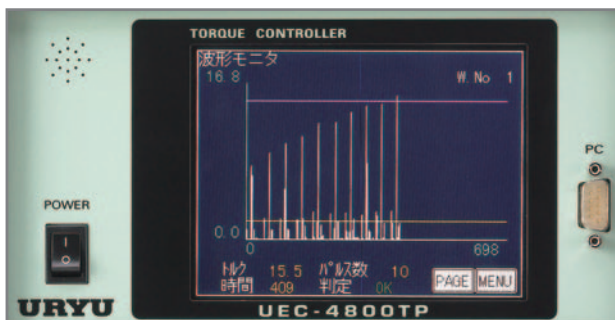 TORQUE CONTROLLER
波形モニタ
16.8
W.No 1
0.0
0
698
トルク 15.5 パルス数 10
時間 409 判定 OK
PAGE MENU
POWER
PC
URYU
UEC-4800TP